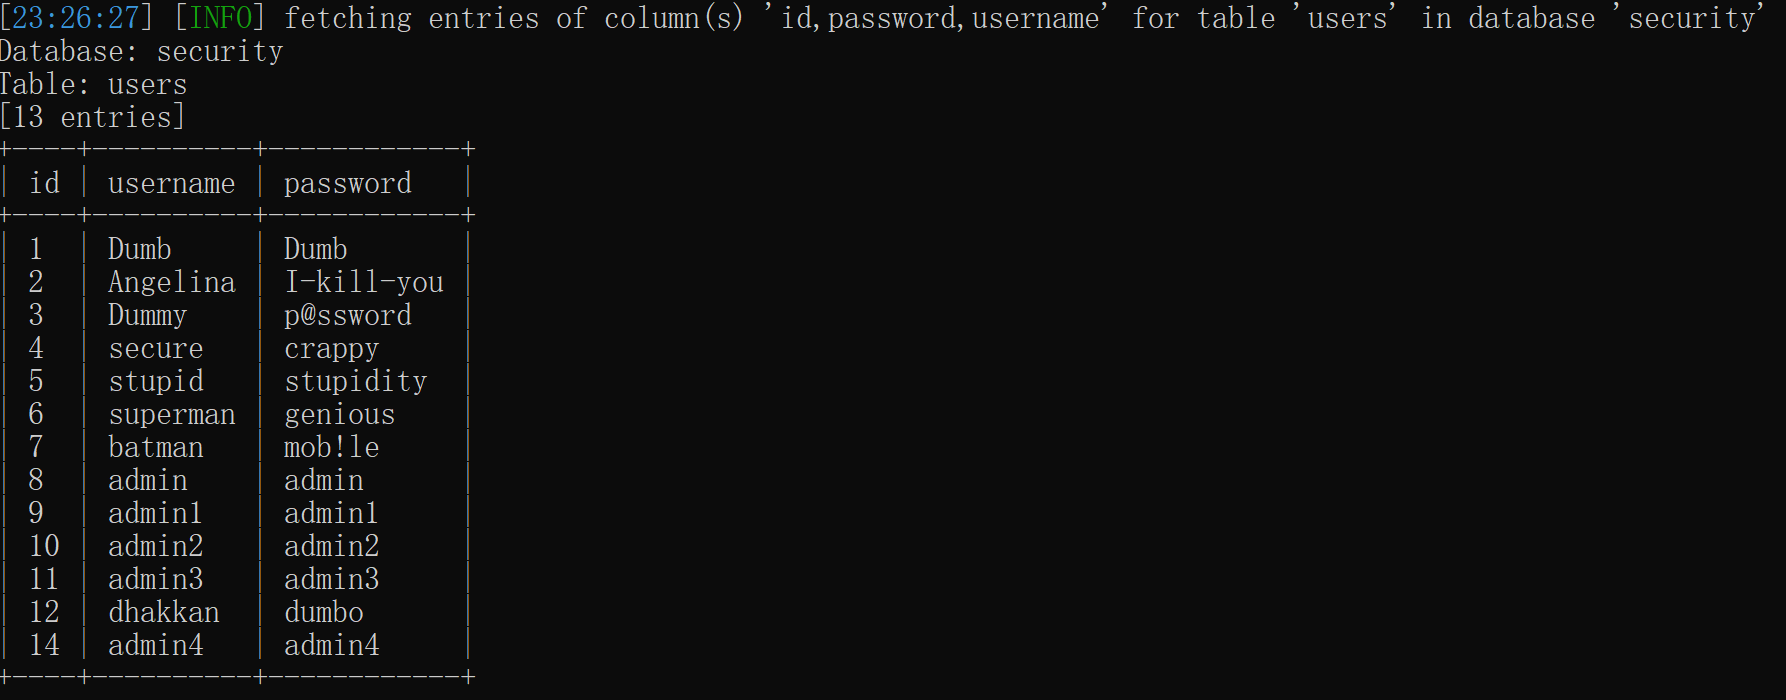 [23:26:27] [INFO] fetching entries of column(s) 'id,password,username' for table 'users' in database 'security'
Database: security
Table: users
[13 entries]
+----+----------+------------+
| id | username | password   |
+----+----------+------------+
| 1  | Dumb     | Dumb       |
| 2  | Angelina | I-kill-you |
| 3  | Dummy    | p@ssword   |
| 4  | secure   | crappy     |
| 5  | stupid   | stupidity  |
| 6  | superman | genious    |
| 7  | batman   | mob!le     |
| 8  | admin    | admin      |
| 9  | admin1   | admin1     |
| 10 | admin2   | admin2     |
| 11 | admin3   | admin3     |
| 12 | dhakkan  | dumbo      |
| 14 | admin4   | admin4     |
+----+----------+------------+